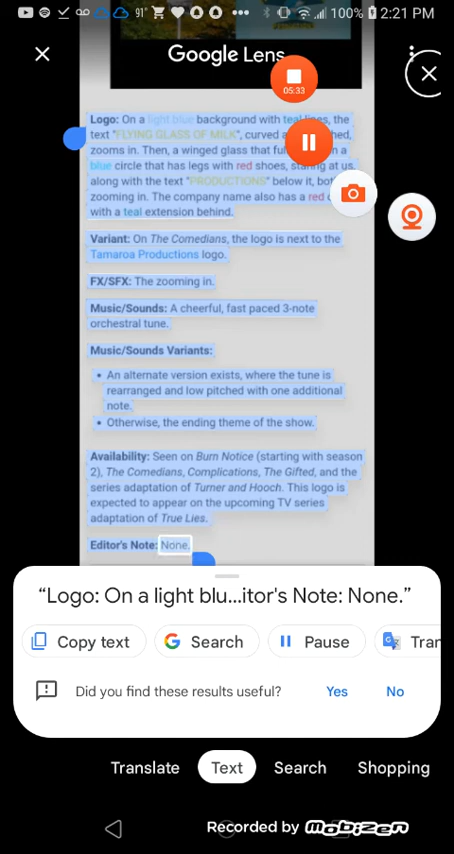 91° ••• 100% 2:21 PM
Google Lens
05:33
Logo: On a light blue background with teal lines, the
text "FLYING GLASS OF MILK", curved a hed,
zooms in. Then, a winged glass that n a
blue circle that has legs with red shoes, staring at us,
along with the text "PRODUCTIONS" below it, bo
zooming in. The company name also has a red
with a teal extension behind.
Variant: On The Comedians, the logo is next to the
Tamaroa Productions logo.
FX/SFX: The zooming in.
Music/Sounds: A cheerful, fast paced 3-note
orchestral tune.
Music/Sounds Variants:
• An alternate version exists, where the tune is
rearranged and low pitched with one additional
note.
• Otherwise, the ending theme of the show.
Availability: Seen on Burn Notice (starting with season
2), The Comedians, Complications, The Gifted, and the
series adaptation of Turner and Hooch. This logo is
expected to appear on the upcoming TV series
adaptation of True Lies.
Editor's Note: None.
“Logo: On a light blu...itor's Note: None.”
Copy text Search Pause Tran
Did you find these results useful? Yes No
Translate Text Search Shopping
Recorded by mobizen